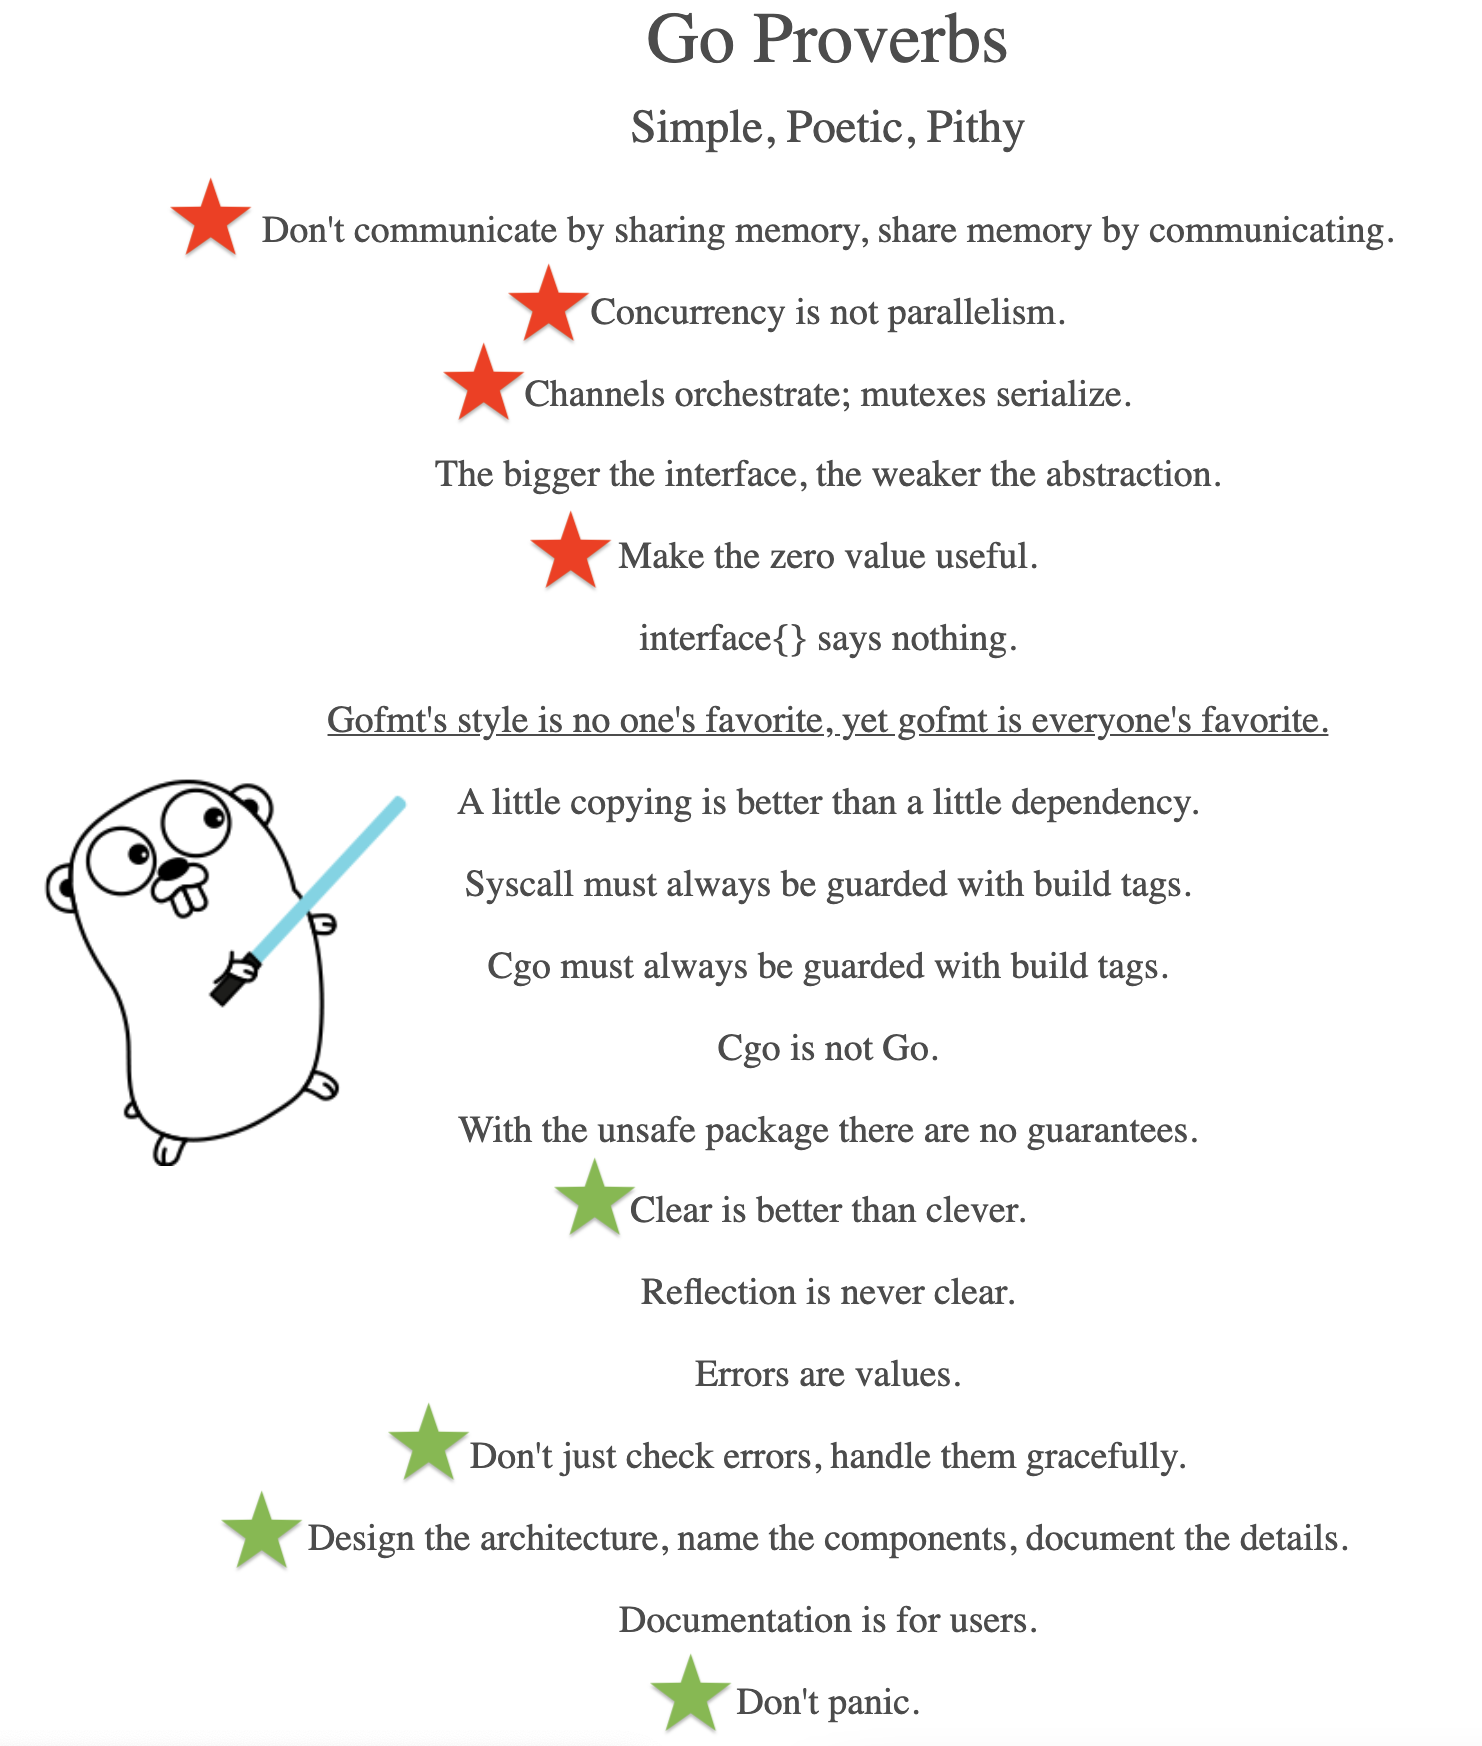 Go Proverbs
Simple, Poetic, Pithy
Don't communicate by sharing memory, share memory by communicating.
Concurrency is not parallelism.
Channels orchestrate; mutexes serialize.
The bigger the interface, the weaker the abstraction.
Make the zero value useful.
interface{} says nothing.
Gofmt's style is no one's favorite, yet gofmt is everyone's favorite.
A little copying is better than a little dependency.
Syscall must always be guarded with build tags.
Cgo must always be guarded with build tags.
Cgo is not Go.
With the unsafe package there are no guarantees.
Clear is better than clever.
Reflection is never clear.
Errors are values.
Don't just check errors, handle them gracefully.
Design the architecture, name the components, document the details.
Documentation is for users.
Don't panic.